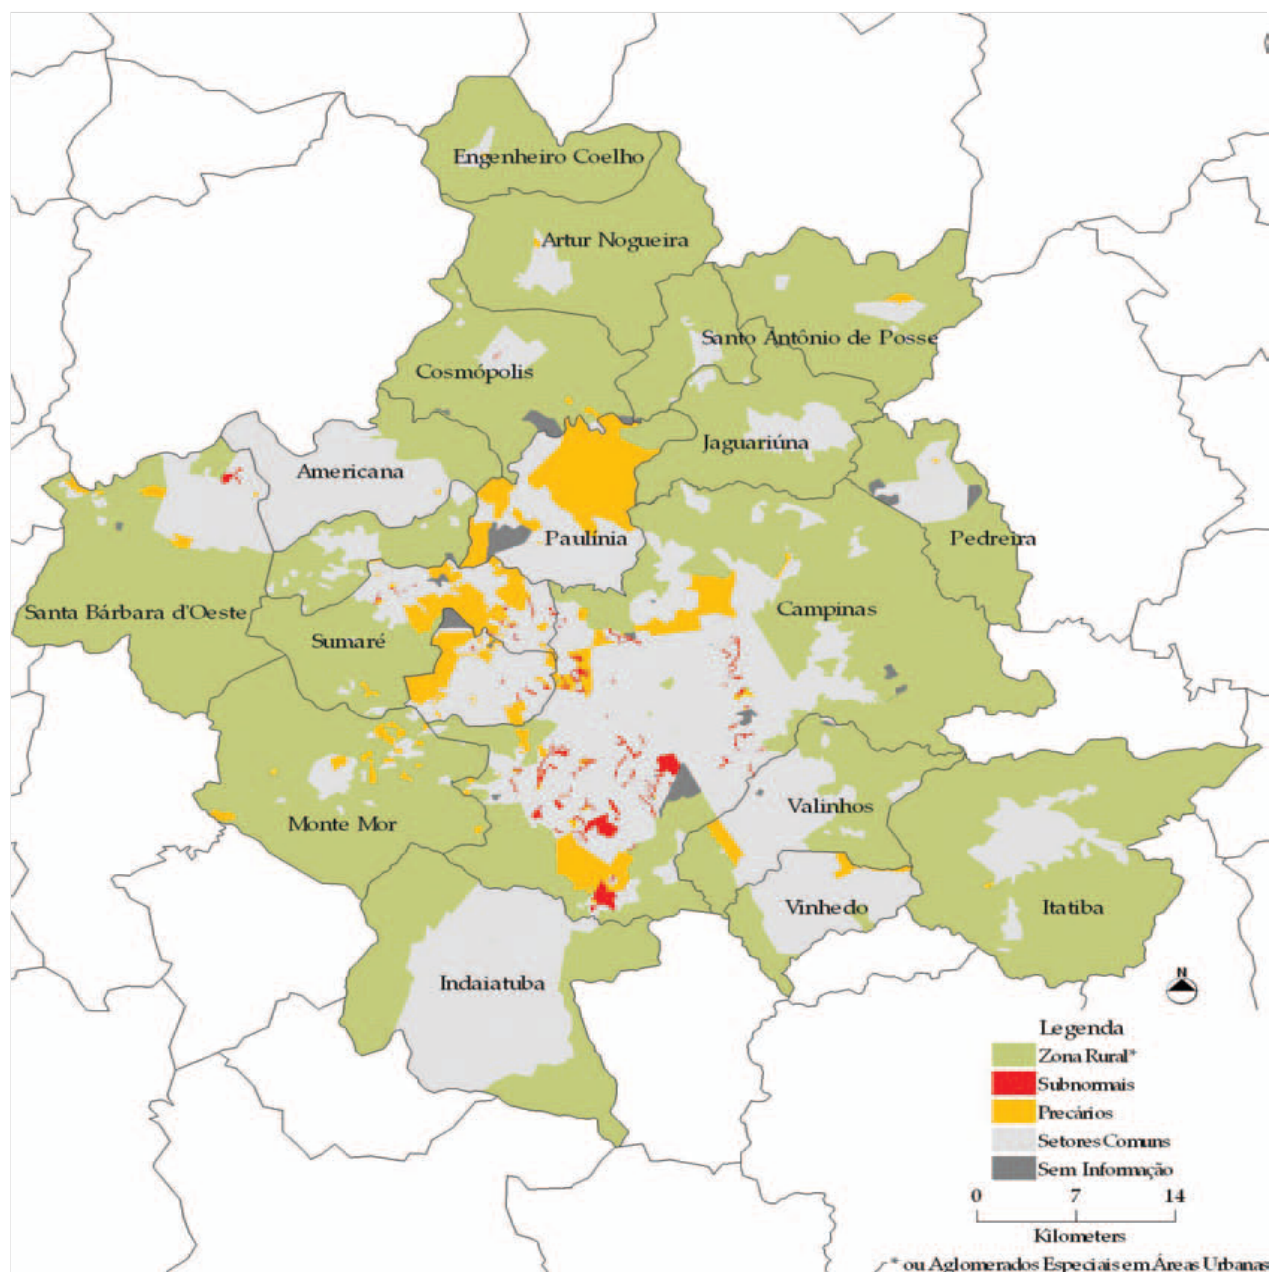 Engenheiro Coelho
Artur Nogueira
Santo Antônio de Posse
Cosmópolis
Jaguariúna
Americana
Paulínia
Pedreira
Santa Bárbara d'Oeste
Campinas
Sumaré
Valinhos
Monte Mor
Vinhedo
Itatiba
Indaiatuba
N
Legenda
Zona Rural*
Subnormais
Precários
Setores Comuns
Sem Informação
0 7 14
Kilometers
* ou Aglomerados Especiais em Áreas Urbanas